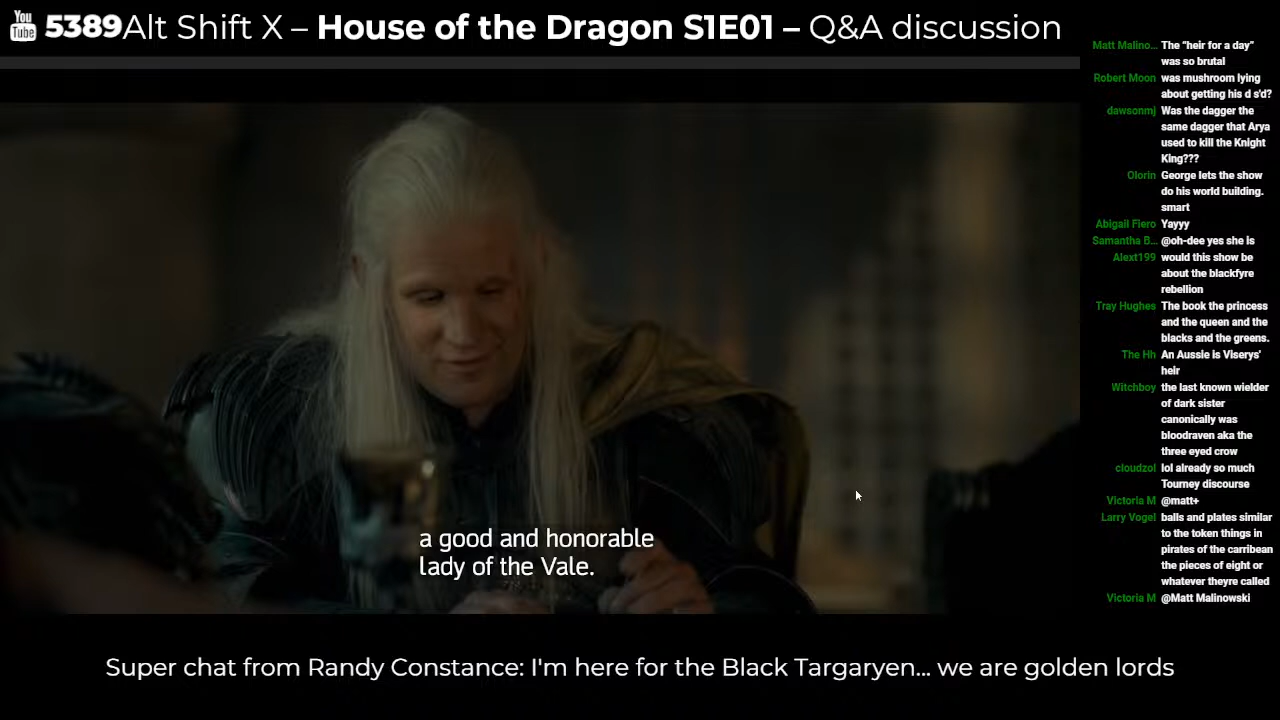 You
Tube
5389 Alt Shift X – House of the Dragon S1E01 – Q&A discussion
Matt Malino... The "heir for a day"
was so brutal
Robert Moon was mushroom lying
about getting his d s'd?
dawsonmj Was the dagger the
same dagger that Arya
used to kill the Knight
King???
Olorin George lets the show
do his world building.
smart
Abigail Fiero Yayyy
Samantha B... @oh-dee yes she is
Alext199 would this show be
about the blackfyre
rebellion
Tray Hughes The book the princess
and the queen and the
blacks and the greens.
The Hh An Aussie is Viserys'
heir
Witchboy the last known wielder
of dark sister
canonically was
bloodraven aka the
three eyed crow
cloudzol lol already so much
Tourney discourse
Victoria M @matt+
Larry Vogel balls and plates similar
to the token things in
pirates of the carribean
the pieces of eight or
whatever theyre called
Victoria M @Matt Malinowski
a good and honorable
lady of the Vale.
Super chat from Randy Constance: I'm here for the Black Targaryen... we are golden lords